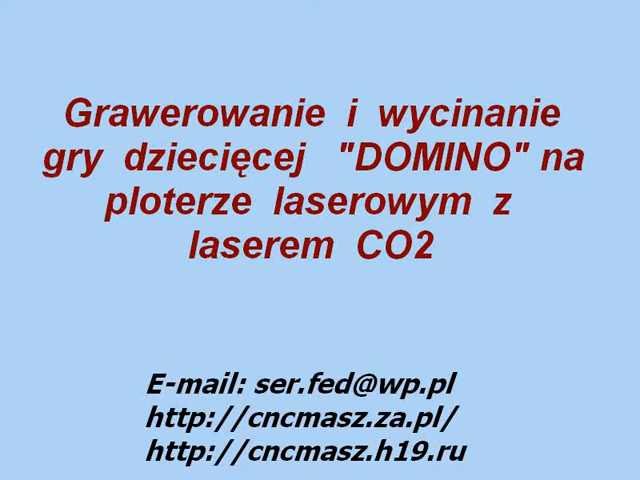 Grawerowanie i wycinanie
gry dziecięcej "DOMINO" na
ploterze laserowym z
laserem CO2
E-mail: ser.fed@wp.pl
http://cncmasz.za.pl/
http://cncmasz.h19.ru